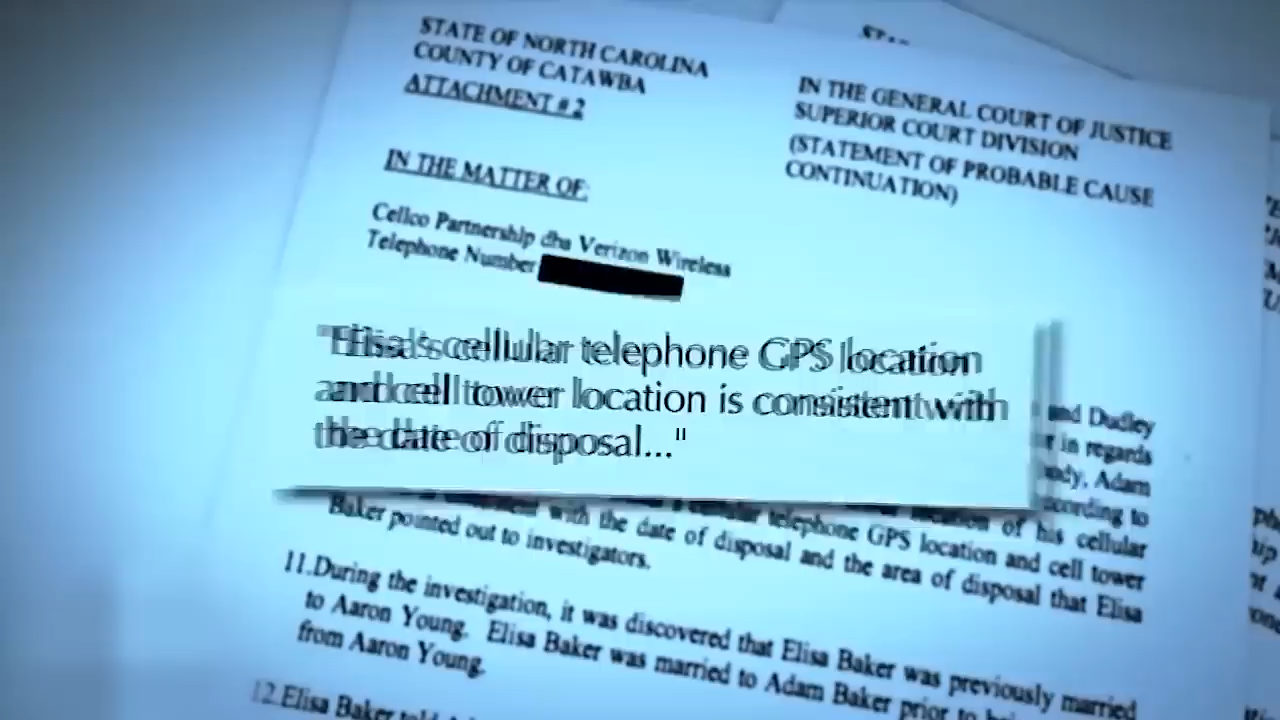 STATE OF NORTH CAROLINA
COUNTY OF CATAWBA
ATTACHMENT # 2
IN THE GENERAL COURT OF JUSTICE
SUPERIOR COURT DIVISION
(STATEMENT OF PROBABLE CAUSE
CONTINUATION)
IN THE MATTER OF:
Cellco Partnership dba Verizon Wireless
Telephone Number
"Elisa's cellular telephone GPS location
and cell tower location is consistent with
the date of disposal..."
and Dudley
in regards
Adam
to
location of his cellular
with the date of disposal and the area of disposal that Elisa
telephone GPS location and cell tower
Baker pointed out to investigators.
11.During the investigation, it was discovered that Elisa Baker was previously married
to Aaron Young. Elisa Baker was married to Adam Baker prior to
from Aaron Young.
12.Elisa Baker told